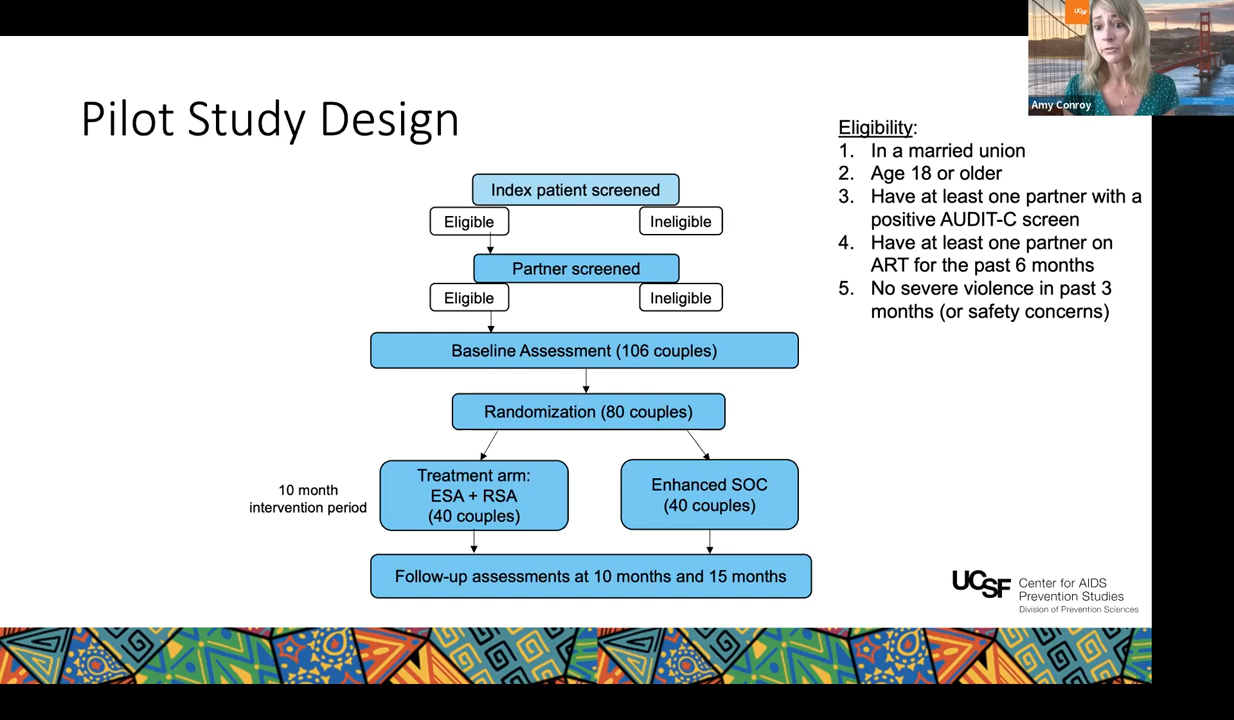 UCSF
Amy Conroy
Pilot Study Design
Eligibility:
1. In a married union
2. Age 18 or older
3. Have at least one partner with a
positive AUDIT-C screen
4. Have at least one partner on
ART for the past 6 months
5. No severe violence in past 3
months (or safety concerns)
Index patient screened
Eligible
Ineligible
Partner screened
Eligible
Ineligible
Baseline Assessment (106 couples)
Randomization (80 couples)
10 month
intervention period
Treatment arm:
ESA + RSA
(40 couples)
Enhanced SOC
(40 couples)
Follow-up assessments at 10 months and 15 months
UCSF
Center for AIDS
Prevention Studies
Division of Prevention Sciences